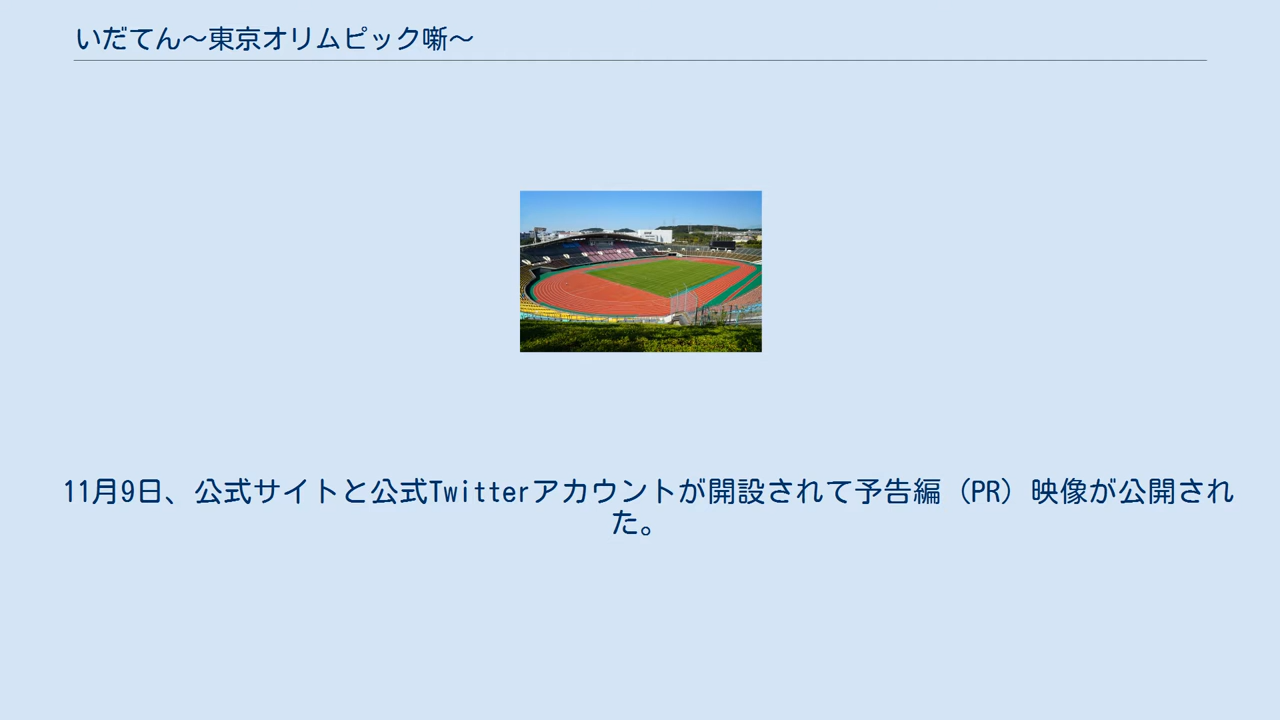 いだてん〜東京オリムピック噺〜
11月9日、公式サイトと公式Twitterアカウントが開設されて予告編（PR）映像が公開され
た。